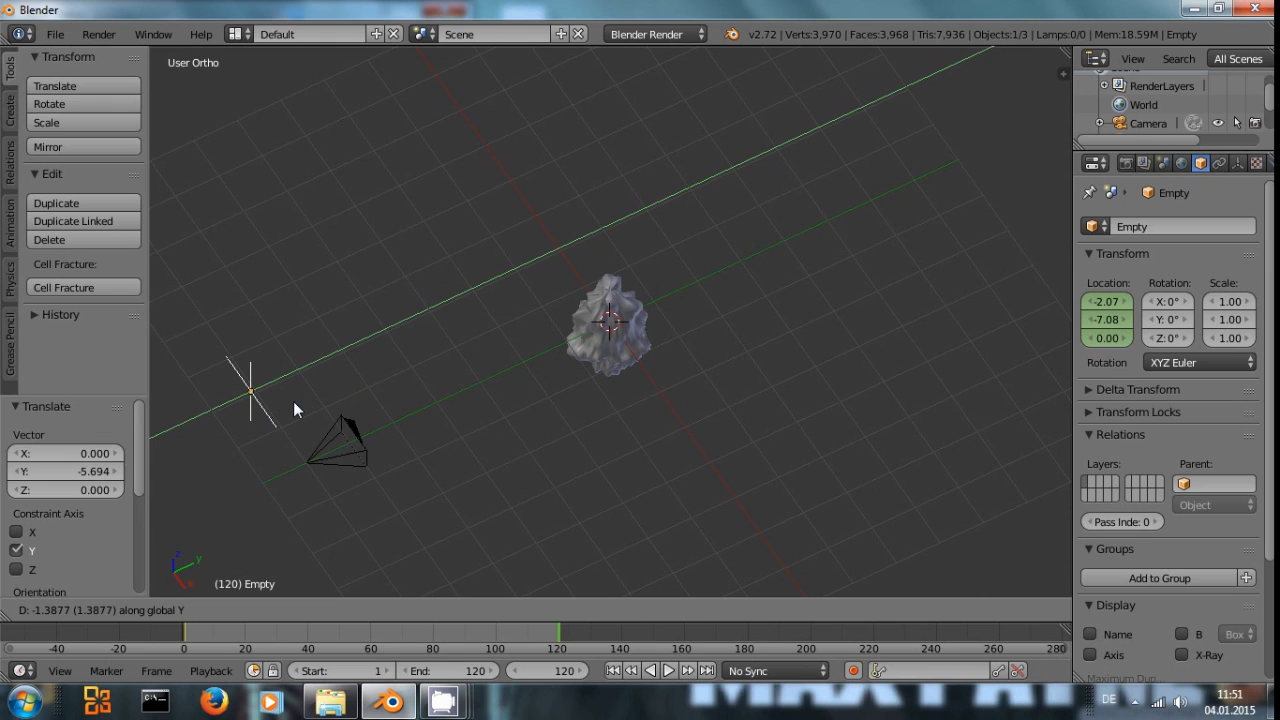 Blender
File Render Window Help Default Scene Blender Render v2.72 | Verts:3,970 | Faces:3,968 | Tris:7,936 | Objects:1/3 | Lamps:0/0 | Mem:18.59M | Empty
Tools
Create
Relations
Animation
Physics
Grease Pencil
Transform
Translate
Rotate
Scale
Mirror
Edit
Duplicate
Duplicate Linked
Delete
Cell Fracture:
Cell Fracture
History
Translate
Vector
X: 0.000
Y: -5.694
Z: 0.000
Constraint Axis
X
Y
Z
Orientation
User Ortho
z
y
x
(120) Empty
D: -1.3877 (1.3877) along global Y
View Search All Scenes
RenderLayers
World
Camera
Empty
Empty
Transform
Location: Rotation: Scale:
-2.07 X: 0° 1.00
-7.08 Y: 0° 1.00
0.00 Z: 0° 1.00
Rotation XYZ Euler
Delta Transform
Transform Locks
Relations
Layers: Parent:
Object
Pass Inde: 0
Groups
Add to Group
Display
Name B Box
Axis X-Ray
-40 -20 0 20 40 60 80 100 120 140 160 180 200 220 240 260 280
View Marker Frame Playback Start: 1 End: 120 120 No Sync
DE 11:51
04.01.2015